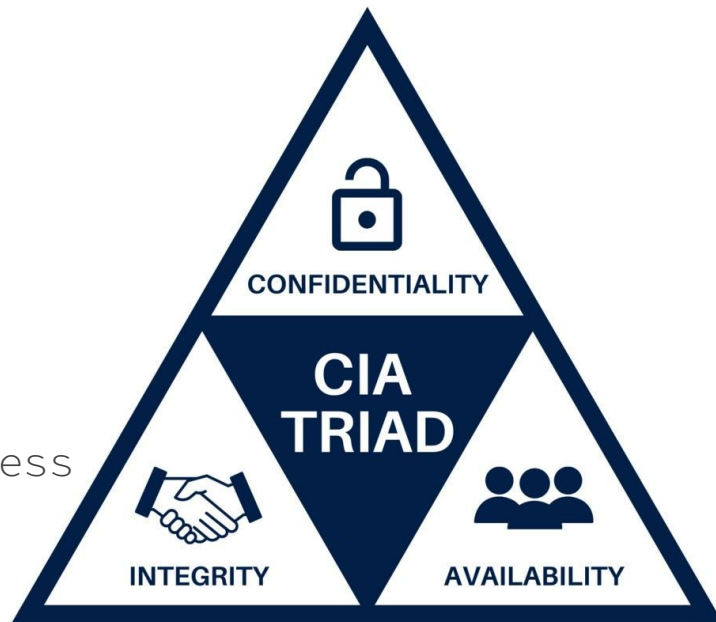 CONFIDENTIALITY
CIA
TRIAD
ess
INTEGRITY
AVAILABILITY